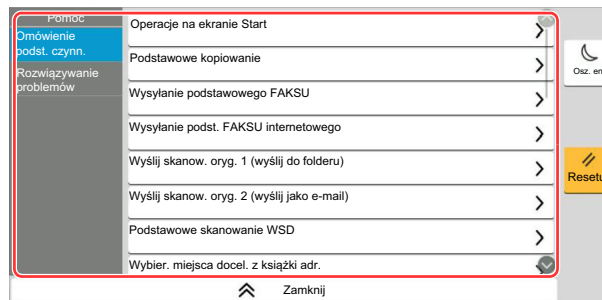 Pomoc
Omówienie
podst. czynn.
Rozwiązywanie
problemów
Operacje na ekranie Start
Podstawowe kopiowanie
Wysyłanie podstawowego FAKSU
Wysyłanie podst. FAKSU internetowego
Wyślij skanow. oryg. 1 (wyślij do folderu)
Wyślij skanow. oryg. 2 (wyślij jako e-mail)
Podstawowe skanowanie WSD
Wybier. miejsca docel. z książki adr.
Zamknij
Osz. en
Resetu